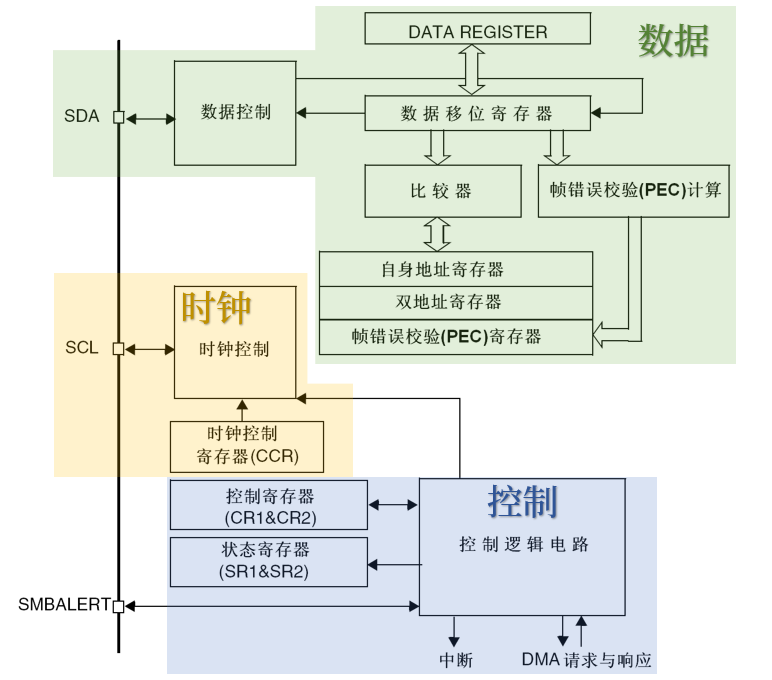 DATA REGISTER
数据
SDA
数据控制
数据移位寄存器
比较器
帧错误校验(PEC)计算
自身地址寄存器
双地址寄存器
帧错误校验(PEC)寄存器
时钟
SCL
时钟控制
时钟控制
寄存器(CCR)
控制寄存器
(CR1&CR2)
控制
控制逻辑电路
状态寄存器
(SR1&SR2)
SMBALERT
中断
DMA 请求与响应